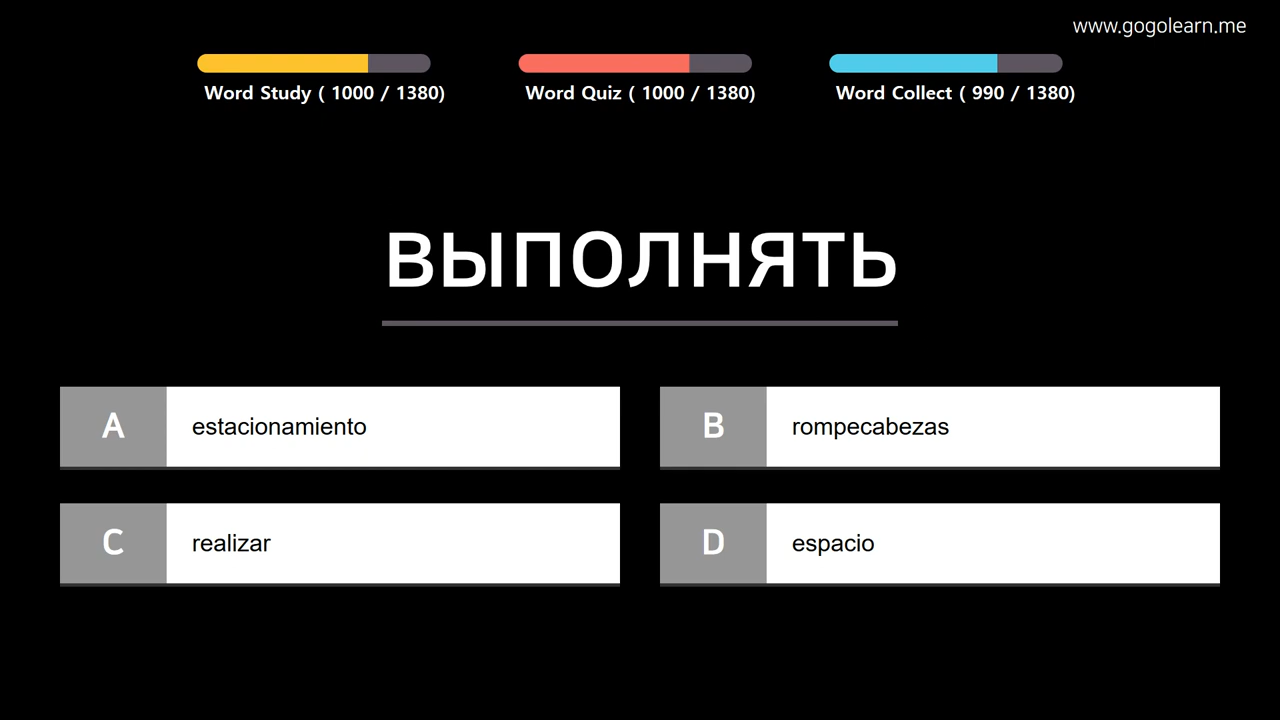 www.gogolearn.me
Word Study ( 1000 / 1380)
Word Quiz ( 1000 / 1380)
Word Collect ( 990 / 1380)
ВЫПОЛНЯТЬ
A estacionamiento
B rompecabezas
C realizar
D espacio